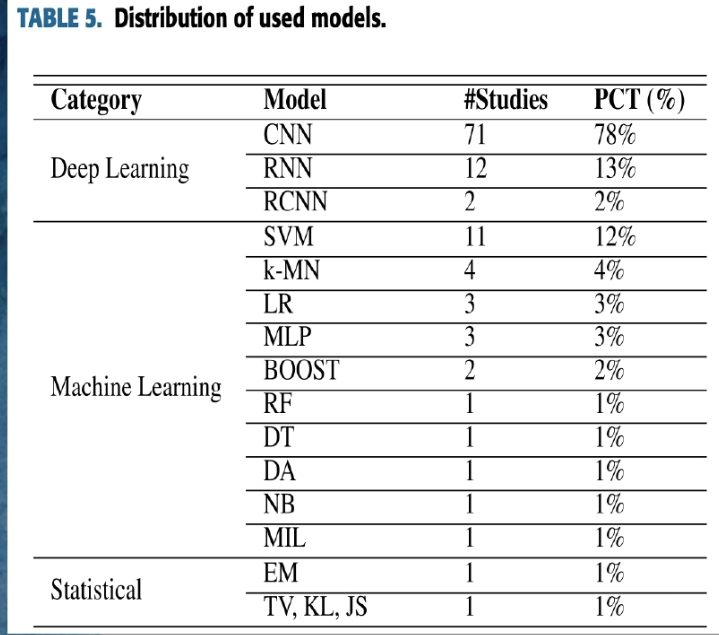 TABLE 5. Distribution of used models.
Category Model #Studies PCT (%)
CNN 71 78%
Deep Learning RNN 12 13%
RCNN 2 2%
SVM 11 12%
k-MN 4 4%
LR 3 3%
MLP 3 3%
BOOST 2 2%
Machine Learning
RF 1 1%
DT 1 1%
DA 1 1%
NB 1 1%
MIL 1 1%
EM 1 1%
Statistical
TV, KL, JS 1 1%